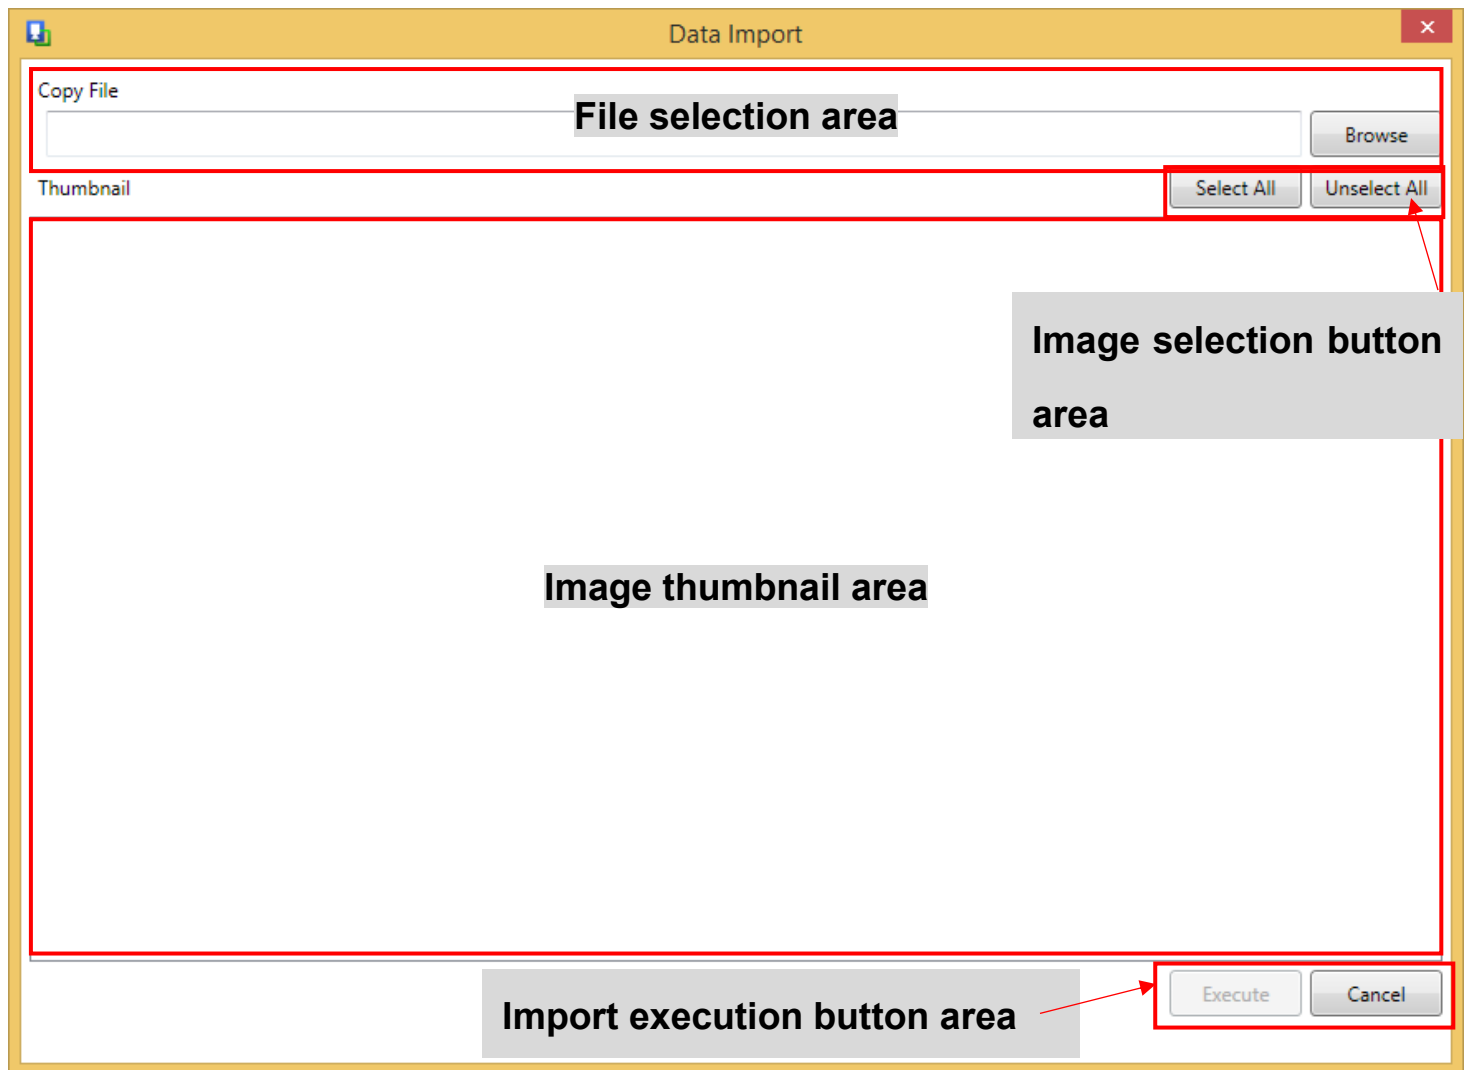 Data Import
Copy File
File selection area
Browse
Thumbnail
Select All
Unselect All
Image selection button
area
Image thumbnail area
Import execution button area
Execute
Cancel